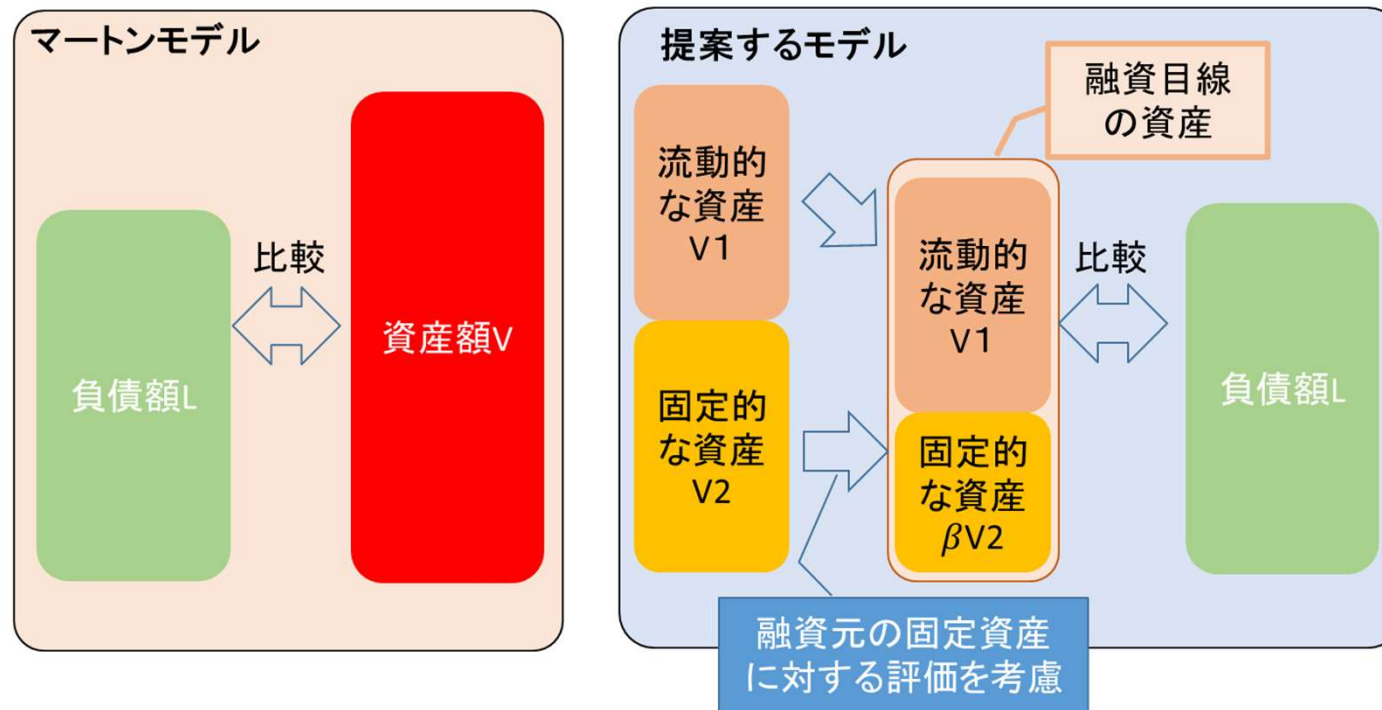 マートンモデル
負債額L
比較
資産額V
提案するモデル
融資目線
の資産
流動的
な資産
V1
固定的
な資産
V2
流動的
な資産
V1
固定的
な資産
βV2
比較
負債額L
融資元の固定資産
に対する評価を考慮